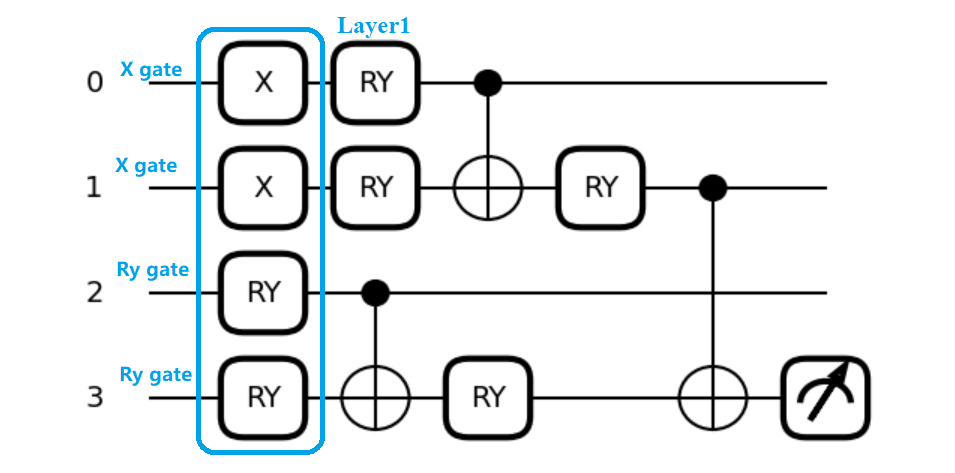 Layer1
0 X gate X RY
1 X gate X RY RY
2 Ry gate RY
3 Ry gate RY RY